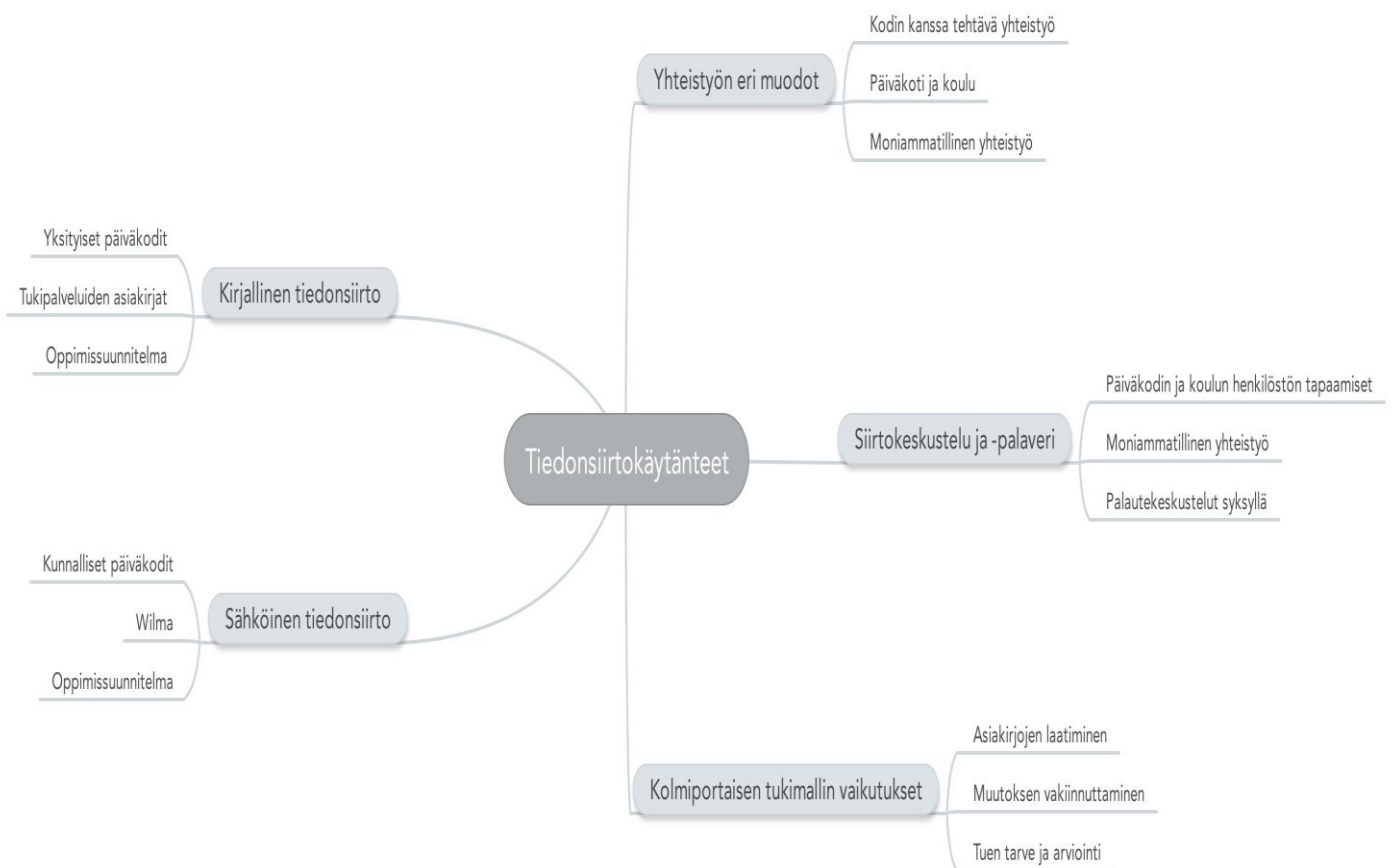 Yhteistyön eri muodot
Kodin kanssa tehtävä yhteistyö
Päiväkoti ja koulu
Moniammatillinen yhteistyö
Kirjallinen tiedonsiirto
Yksityiset päiväkodit
Tukipalveluiden asiakirjat
Oppimissuunnitelma
Tiedonsiirtokäytänteet
Siirtokeskustelu ja -palaveri
Päiväkodin ja koulun henkilöstön tapaamiset
Moniammatillinen yhteistyö
Palautekeskustelut syksyllä
Sähköinen tiedonsiirto
Kunnalliset päiväkodit
Wilma
Oppimissuunnitelma
Kolmiportaisen tukimallin vaikutukset
Asiakirjojen laatiminen
Muutoksen vakiinnuttaminen
Tuen tarve ja arviointi